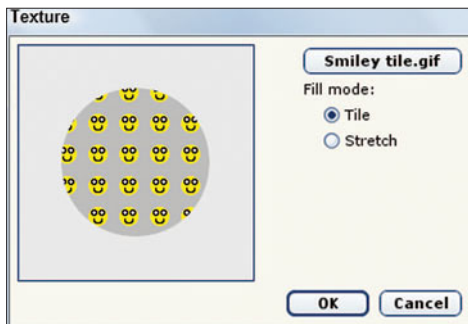 Texture
Smiley tile.gif
Fill mode:
Tile
Stretch
OK
Cancel